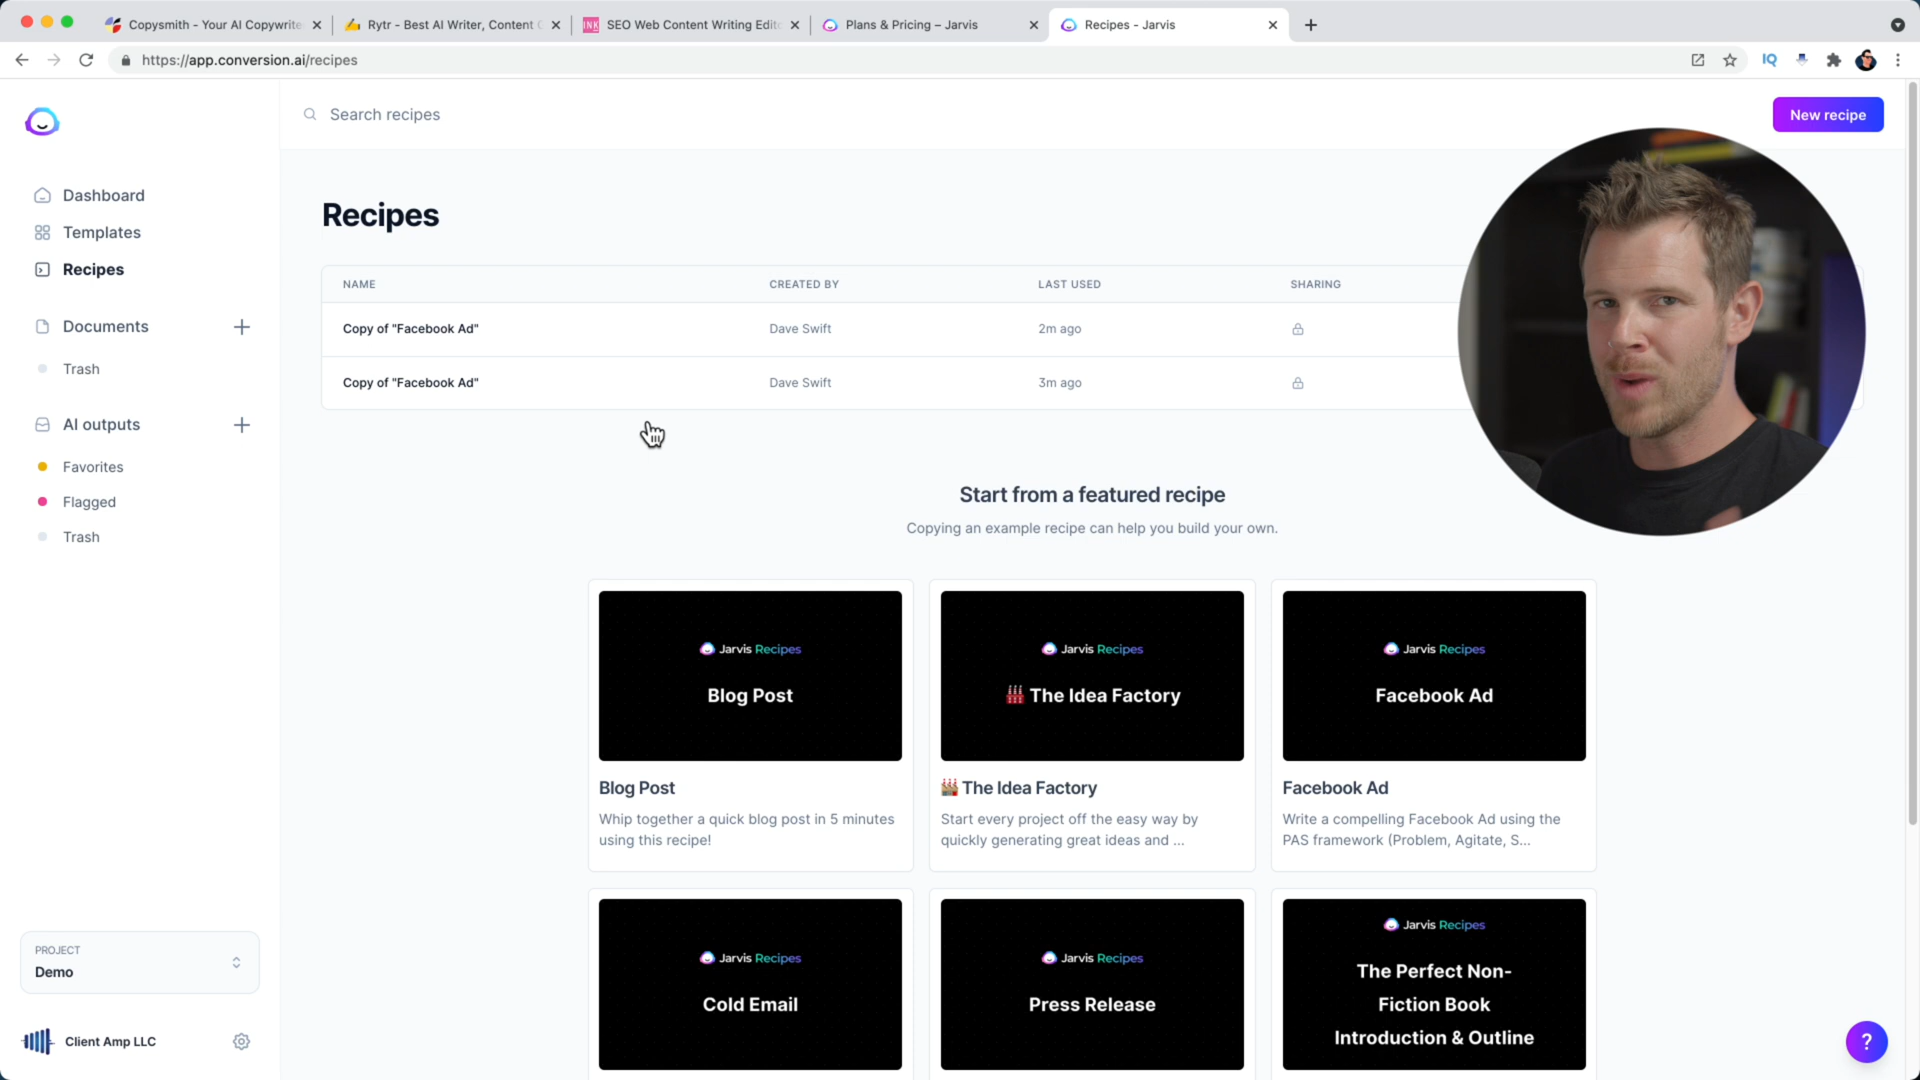 Copysmith - Your AI Copywrite
Rytr - Best AI Writer, Content
SEO Web Content Writing Edit
Plans & Pricing – Jarvis
Recipes - Jarvis
https://app.conversion.ai/recipes
IQ
Search recipes
New recipe
Dashboard
Templates
Recipes
Documents
Trash
AI outputs
Favorites
Flagged
Trash
PROJECT
Demo
Client Amp LLC
Recipes
NAME CREATED BY LAST USED SHARING
Copy of "Facebook Ad" Dave Swift 2m ago
Copy of "Facebook Ad" Dave Swift 3m ago
Start from a featured recipe
Copying an example recipe can help you build your own.
Jarvis Recipes
Blog Post
Blog Post
Whip together a quick blog post in 5 minutes
using this recipe!
Jarvis Recipes
The Idea Factory
The Idea Factory
Start every project off the easy way by
quickly generating great ideas and ...
Jarvis Recipes
Facebook Ad
Facebook Ad
Write a compelling Facebook Ad using the
PAS framework (Problem, Agitate, S...
Jarvis Recipes
Cold Email
Jarvis Recipes
Press Release
Jarvis Recipes
The Perfect Non-
Fiction Book
Introduction & Outline
?